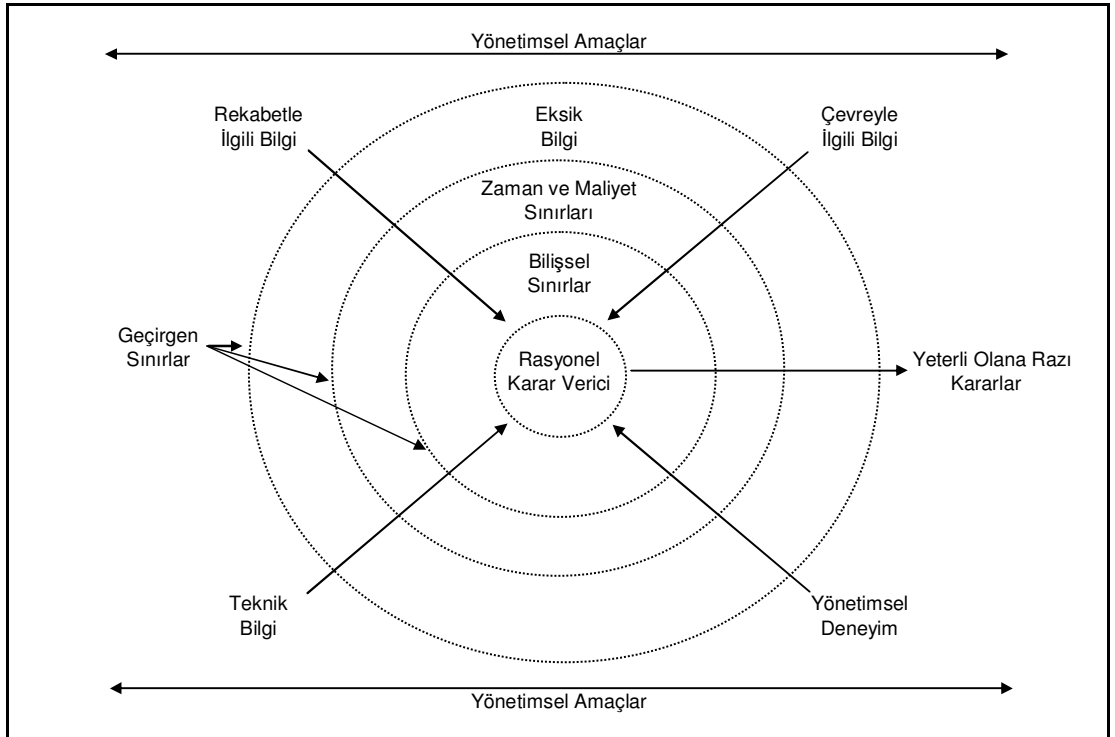 Yönetimsel Amaçlar
Rekabetle
İlgili Bilgi
Eksik
Bilgi
Çevreyle
İlgili Bilgi
Zaman ve Maliyet
Sınırları
Bilişsel
Sınırlar
Geçirgen
Sınırlar
Rasyonel
Karar Verici
Yeterli Olana Razı
Kararlar
Teknik
Bilgi
Yönetimsel
Deneyim
Yönetimsel Amaçlar